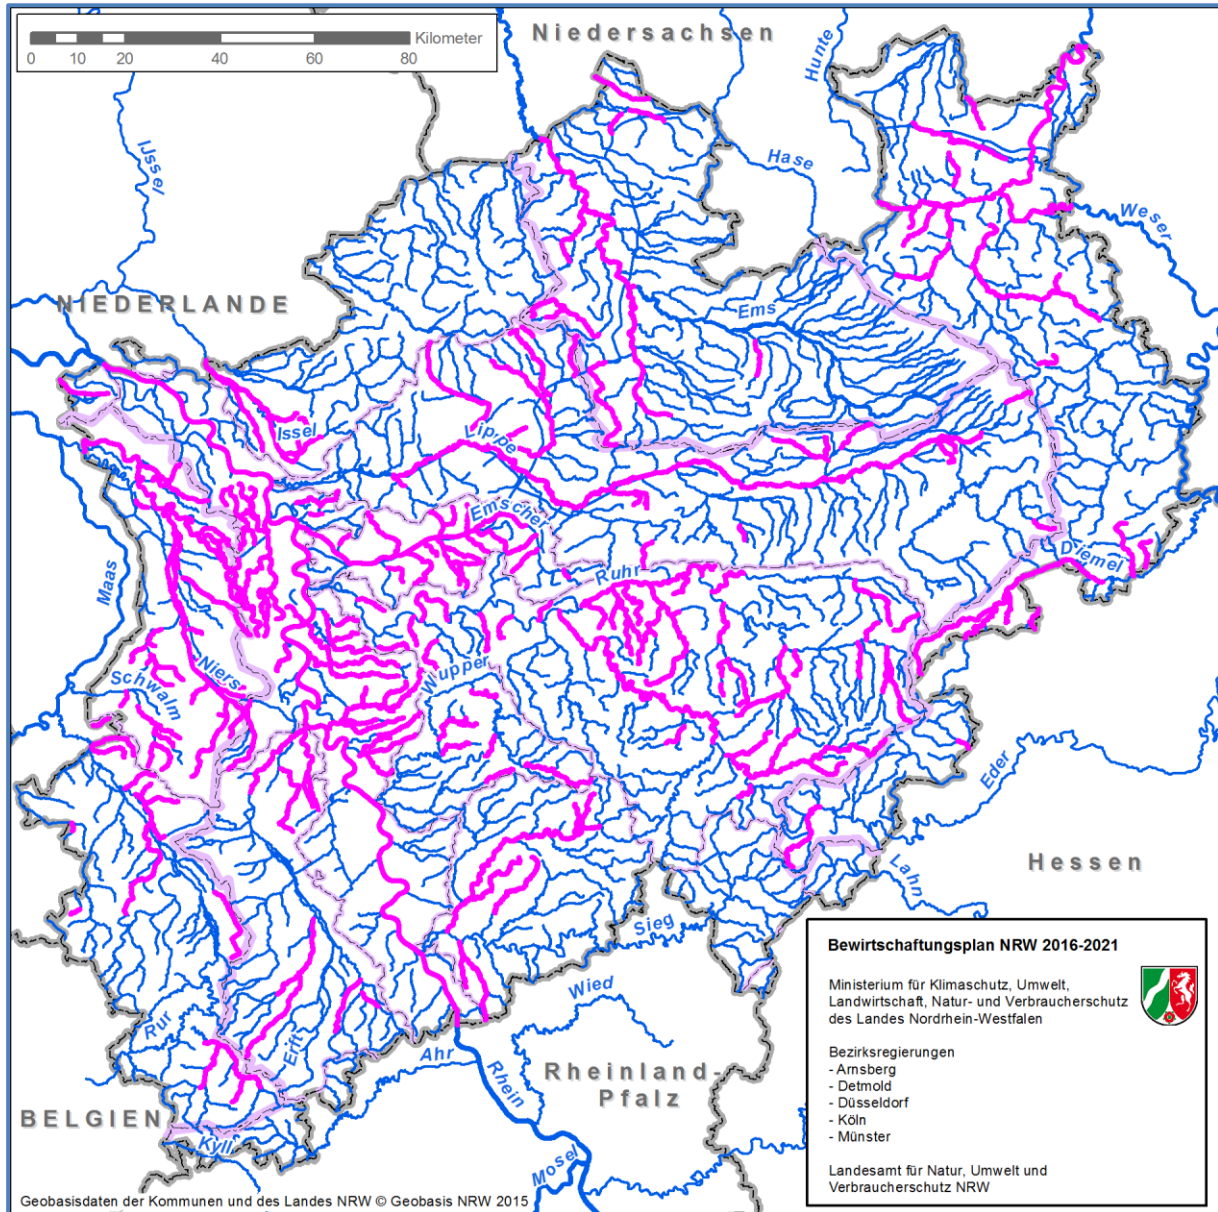 Kilometer
0 10 20 40 60 80
Niedersachsen
Hunte
IJssel
Hase
Weser
NIEDERLANDE
Ems
Issel
Lippe
Emscher
Maas
Ruhr
Diemel
Schwalm
Niers
Wupper
Eder
Hessen
Lahn
Sieg
Wied
Rur
Erft
Ahr
Rhein
Rheinland-
Pfalz
BELGIEN
Kyll
Mosel
Bewirtschaftungsplan NRW 2016-2021
Ministerium für Klimaschutz, Umwelt,
Landwirtschaft, Natur- und Verbraucherschutz
des Landes Nordrhein-Westfalen
Bezirksregierungen
- Arnsberg
- Detmold
- Düsseldorf
- Köln
- Münster
Landesamt für Natur, Umwelt und
Verbraucherschutz NRW
Geobasisdaten der Kommunen und des Landes NRW © Geobasis NRW 2015